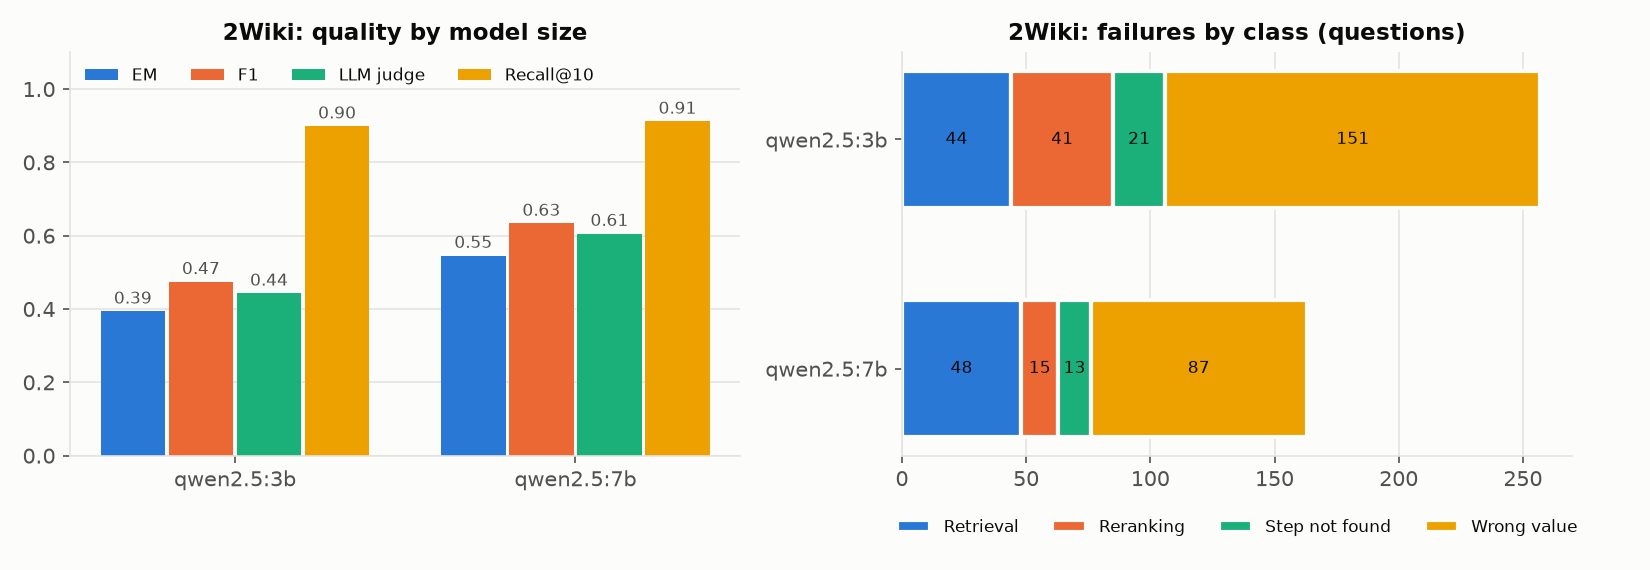 2Wiki: quality by model size
EM F1 LLM judge Recall@10
1.0
0.8
0.6
0.4
0.2
0.0
0.39 0.47 0.44 0.90
0.55 0.63 0.61 0.91
qwen2.5:3b qwen2.5:7b
2Wiki: failures by class (questions)
qwen2.5:3b 44 41 21 151
qwen2.5:7b 48 15 13 87
0 50 100 150 200 250
Retrieval Reranking Step not found Wrong value